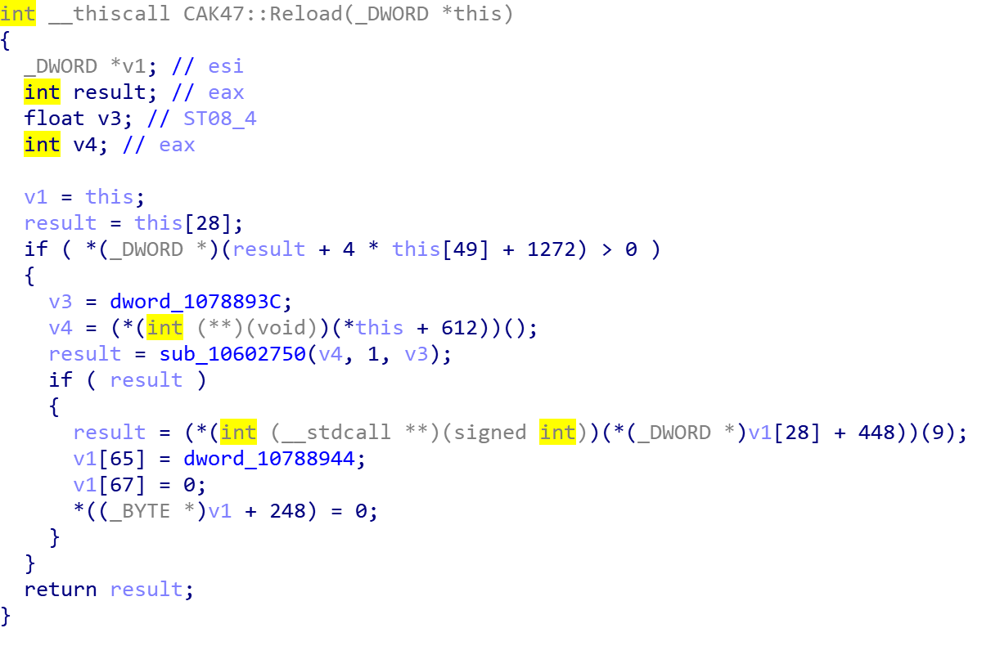 int __thiscall CAK47::Reload(_DWORD *this)
{
  _DWORD *v1; // esi
  int result; // eax
  float v3; // ST08_4
  int v4; // eax

  v1 = this;
  result = this[28];
  if ( *(_DWORD *)(result + 4 * this[49] + 1272) > 0 )
  {
    v3 = dword_1078893C;
    v4 = (*(int (**)(void))(*this + 612))();
    result = sub_10602750(v4, 1, v3);
    if ( result )
    {
      result = (*(int (__stdcall **)(signed int))(*(_DWORD *)v1[28] + 448))(9);
      v1[65] = dword_10788944;
      v1[67] = 0;
      *((_BYTE *)v1 + 248) = 0;
    }
  }
  return result;
}